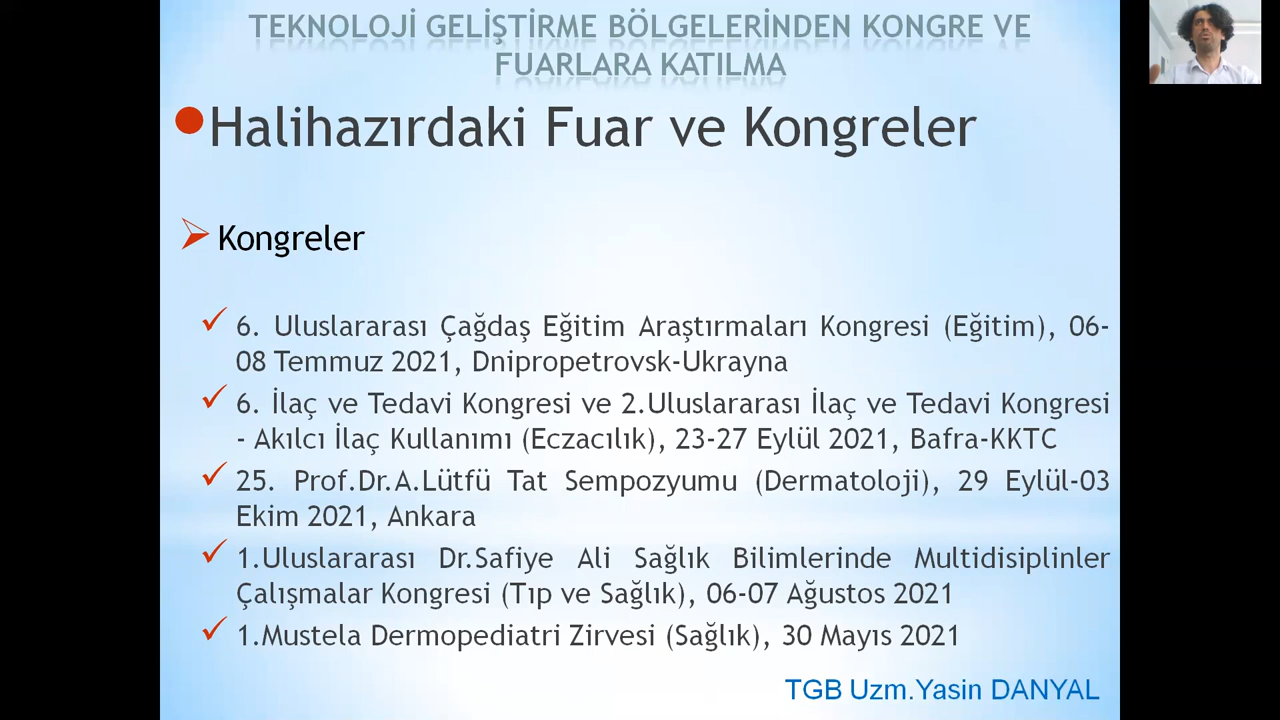 TEKNOLOJİ GELİŞTİRME BÖLGELERİNDEN KONGRE VE
FUARLARA KATILMA
Halihazırdaki Fuar ve Kongreler
Kongreler
6. Uluslararası Çağdaş Eğitim Araştırmaları Kongresi (Eğitim), 06-
08 Temmuz 2021, Dnipropetrovsk-Ukrayna
6. İlaç ve Tedavi Kongresi ve 2.Uluslararası İlaç ve Tedavi Kongresi
- Akılcı İlaç Kullanımı (Eczacılık), 23-27 Eylül 2021, Bafra-KKTC
25. Prof.Dr.A.Lütfü Tat Sempozyumu (Dermatoloji), 29 Eylül-03
Ekim 2021, Ankara
1.Uluslararası Dr.Safiye Ali Sağlık Bilimlerinde Multidisiplinler
Çalışmalar Kongresi (Tıp ve Sağlık), 06-07 Ağustos 2021
1.Mustela Dermopediatri Zirvesi (Sağlık), 30 Mayıs 2021
TGB Uzm.Yasin DANYAL